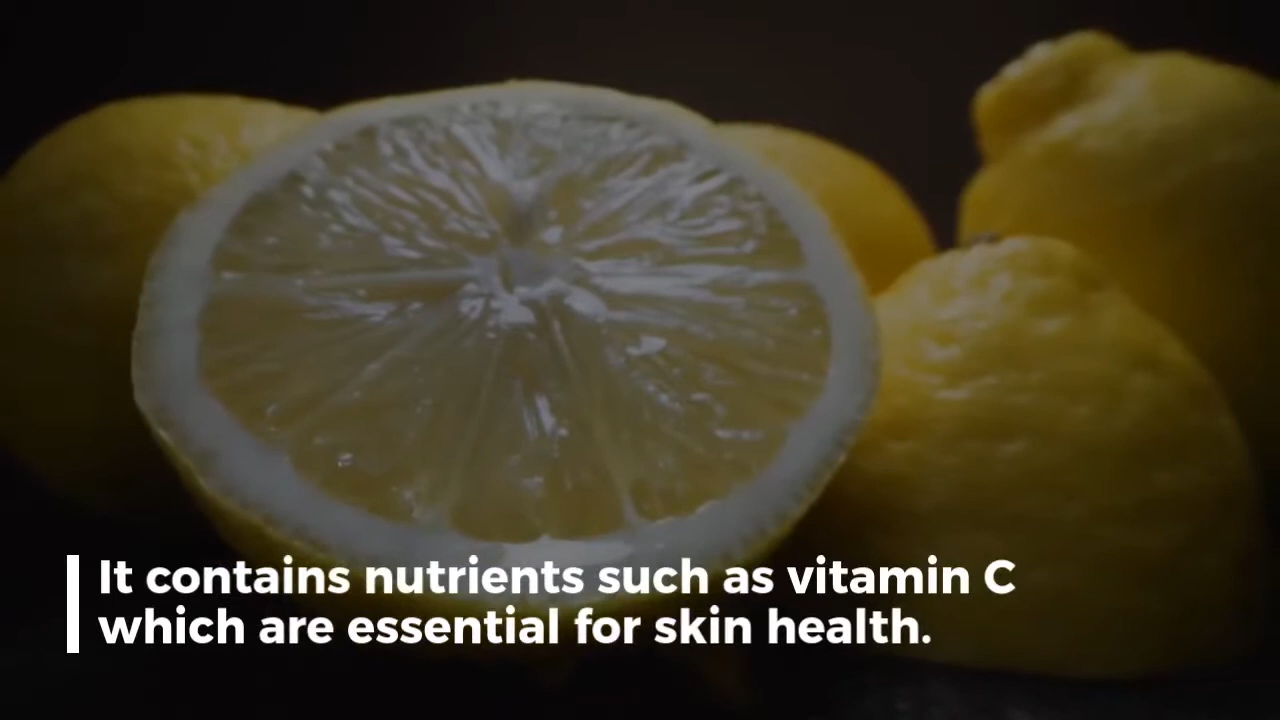 It contains nutrients such as vitamin C
which are essential for skin health.